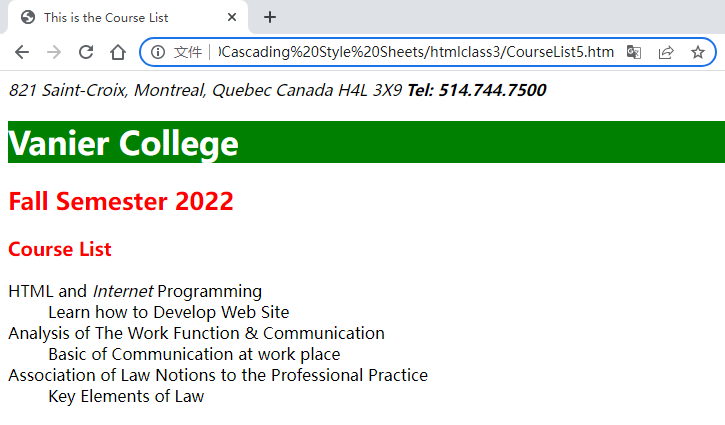 This is the Course List
文件
Cascading%20Style%20Sheets/htmlclass3/CourseList5.htm
821 Saint-Croix, Montreal, Quebec Canada H4L 3X9 Tel: 514.744.7500
Vanier College
Fall Semester 2022
Course List
HTML and Internet Programming
Learn how to Develop Web Site
Analysis of The Work Function & Communication
Basic of Communication at work place
Association of Law Notions to the Professional Practice
Key Elements of Law